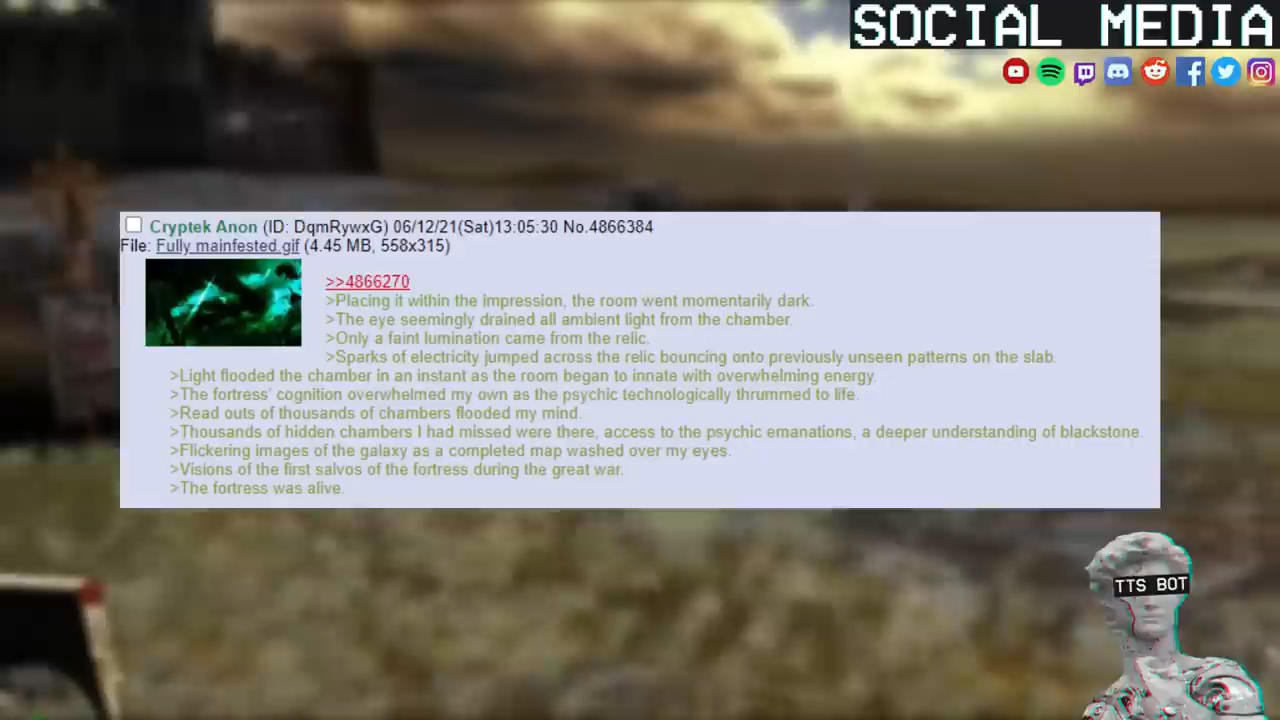 SOCIAL MEDIA
Cryptek Anon (ID: DqmRywxG) 06/12/21(Sat)13:05:30 No.4866384
File: Fully mainfested.gif (4.45 MB, 558x315)
>>4866270
>Placing it within the impression, the room went momentarily dark.
>The eye seemingly drained all ambient light from the chamber.
>Only a faint lumination came from the relic.
>Sparks of electricity jumped across the relic bouncing onto previously unseen patterns on the slab.
>Light flooded the chamber in an instant as the room began to innate with overwhelming energy.
>The fortress' cognition overwhelmed my own as the psychic technologically thrummed to life.
>Read outs of thousands of chambers flooded my mind.
>Thousands of hidden chambers I had missed were there, access to the psychic emanations, a deeper understanding of blackstone.
>Flickering images of the galaxy as a completed map washed over my eyes.
>Visions of the first salvos of the fortress during the great war.
>The fortress was alive.
TTS BOT